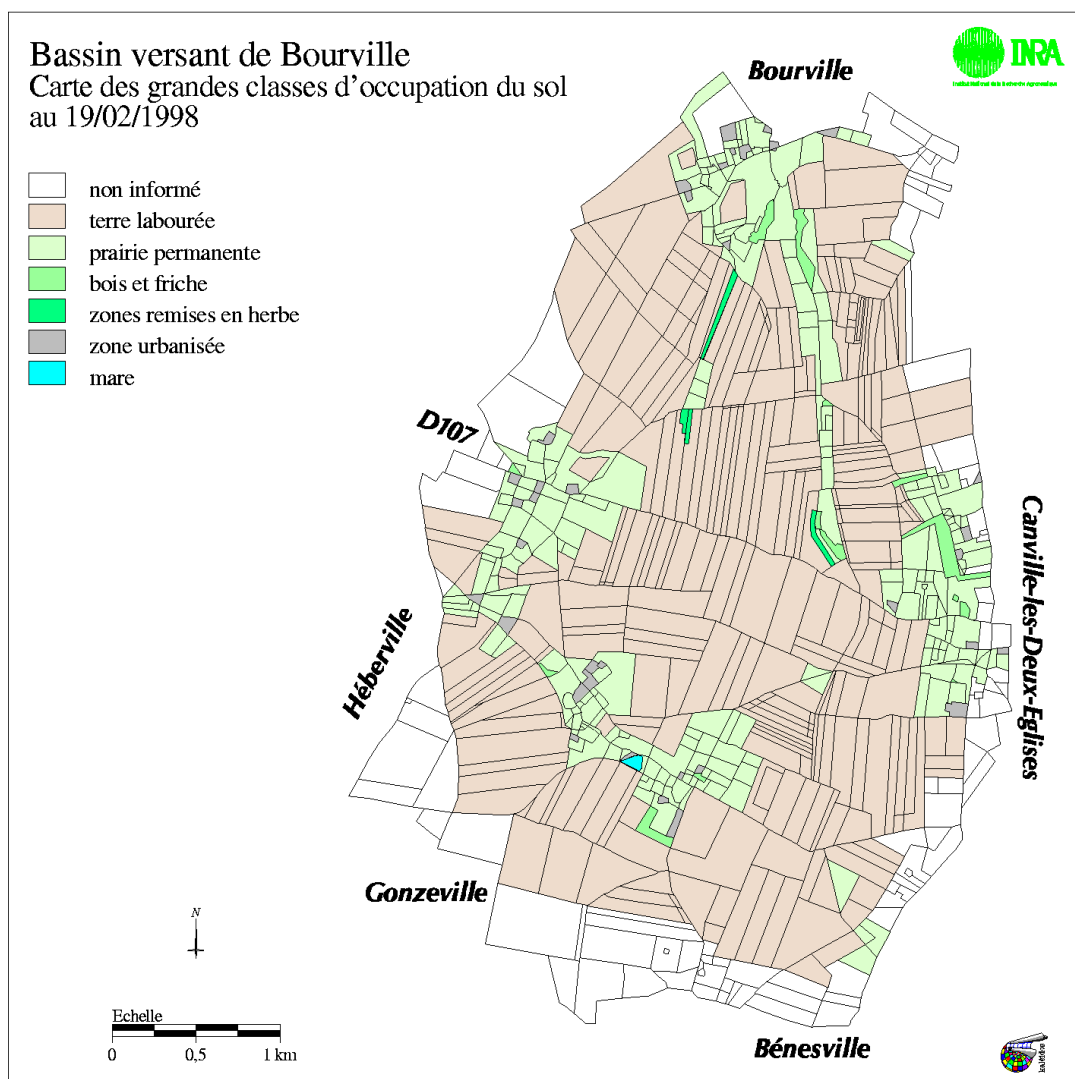 Bassin versant de Bourville
Carte des grandes classes d'occupation du sol
au 19/02/1998
Bourville
INRA
non informé
terre labourée
prairie permanente
bois et friche
zones remises en herbe
zone urbanisée
mare
D107
Canville-les-Deux-Eglises
Héberville
Gonzeville
N
Echelle
0 0,5 1 km
Bénesville